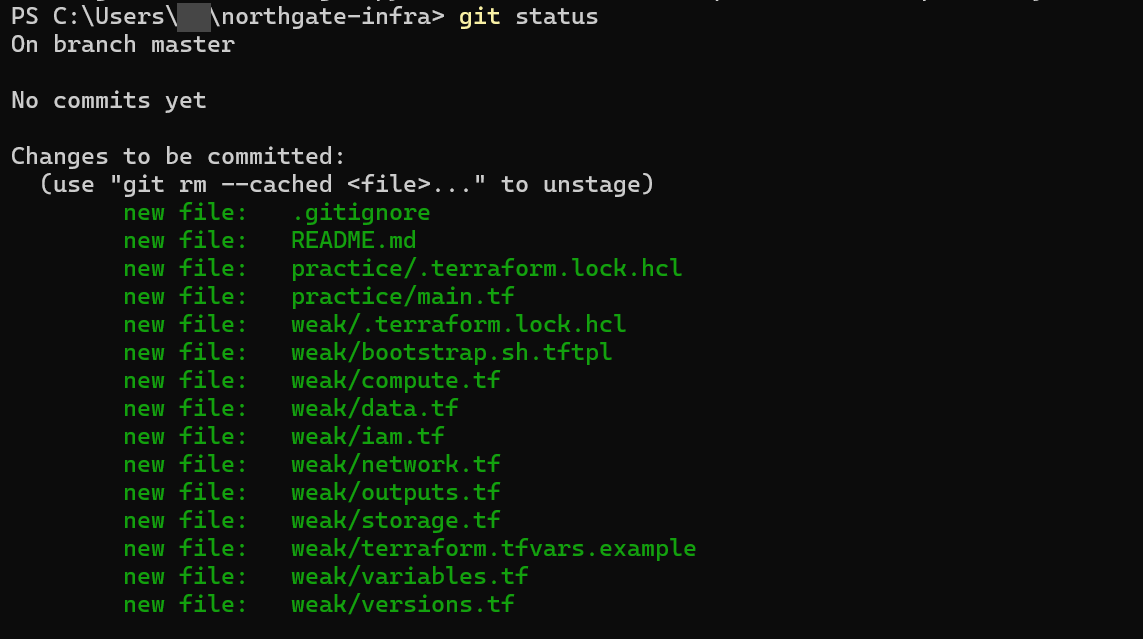 PS C:\Users\ \northgate-infra> git status
On branch master
No commits yet
Changes to be committed:
(use "git rm --cached <file>..." to unstage)
new file: .gitignore
new file: README.md
new file: practice/.terraform.lock.hcl
new file: practice/main.tf
new file: weak/.terraform.lock.hcl
new file: weak/bootstrap.sh.tftpl
new file: weak/compute.tf
new file: weak/data.tf
new file: weak/iam.tf
new file: weak/network.tf
new file: weak/outputs.tf
new file: weak/storage.tf
new file: weak/terraform.tfvars.example
new file: weak/variables.tf
new file: weak/versions.tf